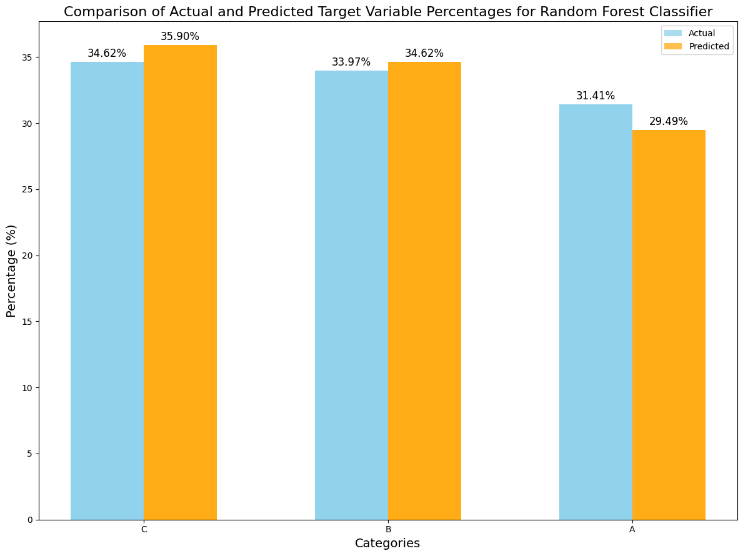 Comparison of Actual and Predicted Target Variable Percentages for Random Forest Classifier
Actual
Predicted
34.62%
35.90%
33.97%
34.62%
31.41%
29.49%
Percentage (%)
35
30
25
20
15
10
5
0
C
B
A
Categories